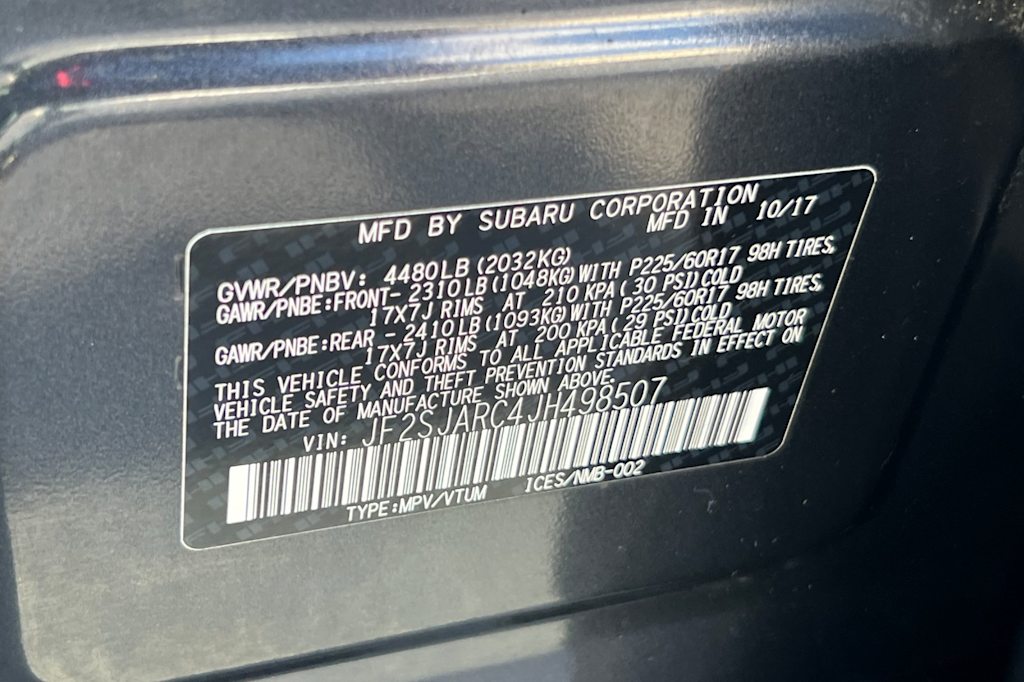 MFD BY SUBARU CORPORATION
MFD IN 10/17
GVWR/PNBV: 4480LB(2032KG)
GAWR/PNBE:FRONT- 2310LB(1048KG)WITH P225/60R17 98H TIRES,
17X7J RIMS AT 210 KPA(30 PSI)COLD
GAWR/PNBE:REAR - 2410LB(1093KG)WITH P225/60R17 98H TIRES,
17X7J RIMS AT 200 KPA(29 PSI)COLD
THIS VEHICLE CONFORMS TO ALL APPLICABLE FEDERAL MOTOR
VEHICLE SAFETY AND THEFT PREVENTION STANDARDS IN EFFECT ON
THE DATE OF MANUFACTURE SHOWN ABOVE.
VIN: JF2SJARC4JH498507
TYPE:MPV/VTUM ICES/NMB-002